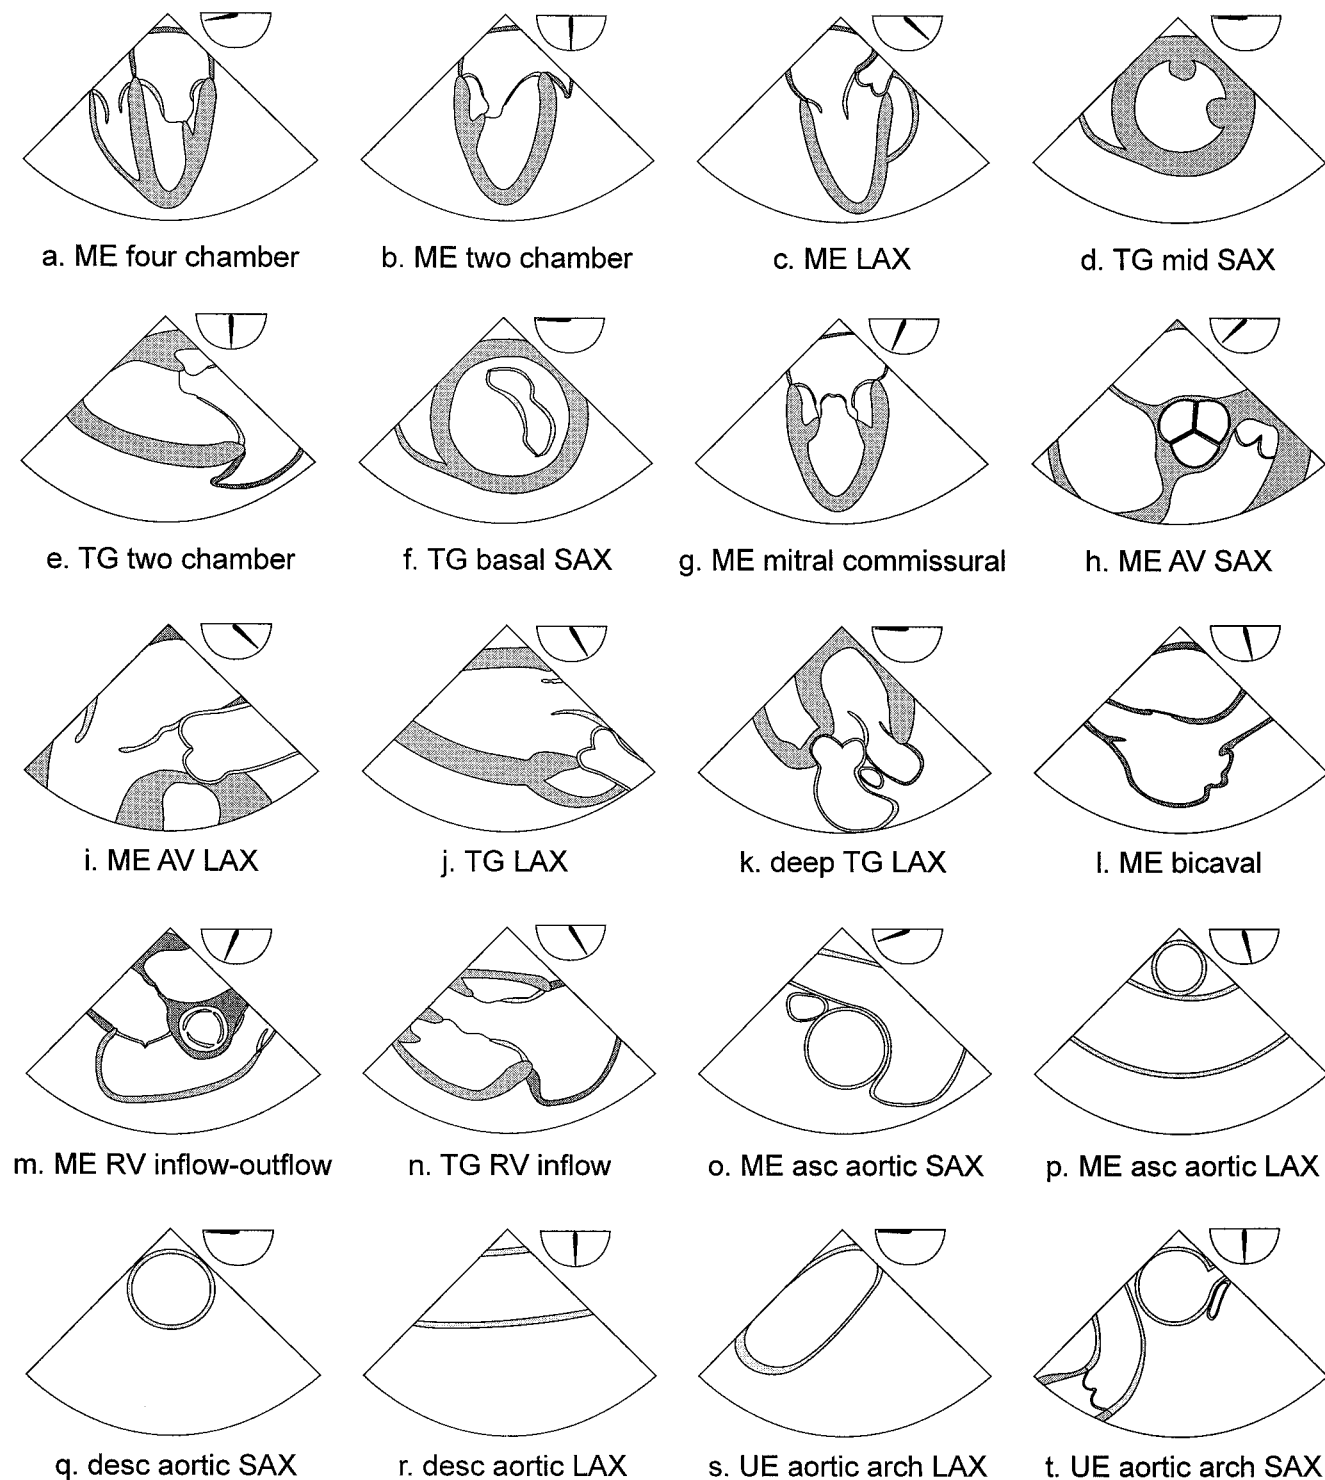 a. ME four chamber
b. ME two chamber
c. ME LAX
d. TG mid SAX
e. TG two chamber
f. TG basal SAX
g. ME mitral commissural
h. ME AV SAX
i. ME AV LAX
j. TG LAX
k. deep TG LAX
l. ME bicaval
m. ME RV inflow-outflow
n. TG RV inflow
o. ME asc aortic SAX
p. ME asc aortic LAX
q. desc aortic SAX
r. desc aortic LAX
s. UE aortic arch LAX
t. UE aortic arch SAX